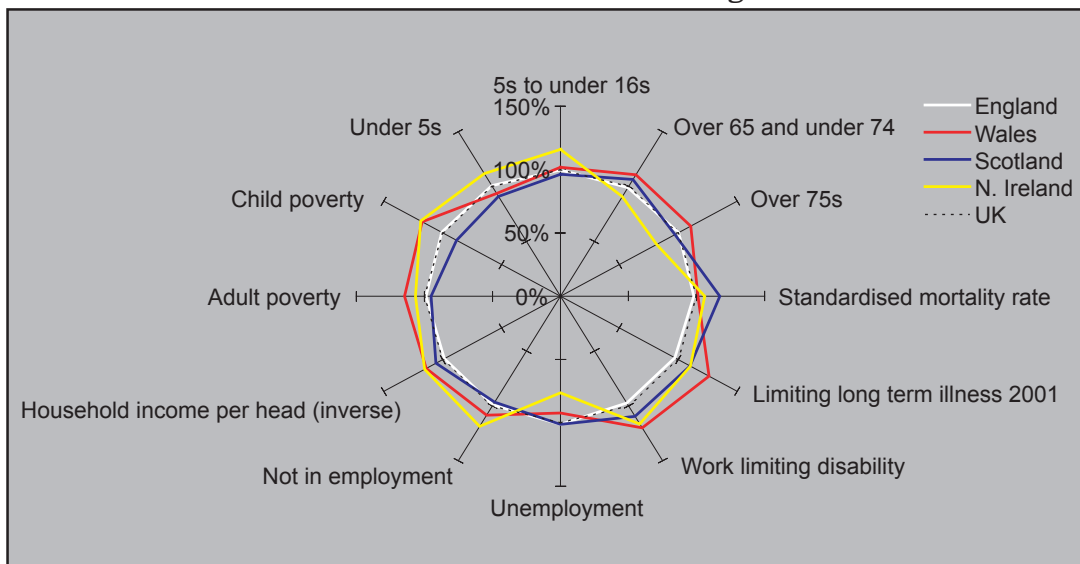 5s to under 16s
150%
Under 5s
Over 65 and under 74
England
Wales
Scotland
N. Ireland
UK
100%
Child poverty
Over 75s
50%
Adult poverty
0%
Standardised mortality rate
Household income per head (inverse)
Limiting long term illness 2001
Not in employment
Work limiting disability
Unemployment